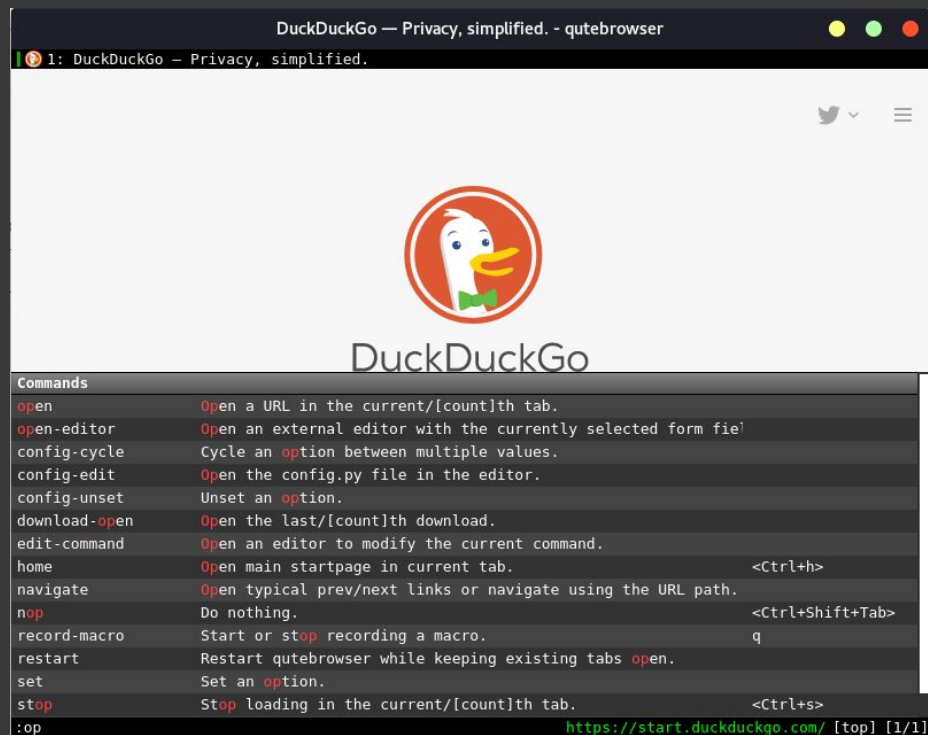 DuckDuckGo — Privacy, simplified. - qutebrowser
1: DuckDuckGo — Privacy, simplified.
DuckDuckGo
Commands
open Open a URL in the current/[count]th tab.
open-editor Open an external editor with the currently selected form fiel
config-cycle Cycle an option between multiple values.
config-edit Open the config.py file in the editor.
config-unset Unset an option.
download-open Open the last/[count]th download.
edit-command Open an editor to modify the current command.
home Open main startpage in current tab. <Ctrl+h>
navigate Open typical prev/next links or navigate using the URL path.
nop Do nothing. <Ctrl+Shift+Tab>
record-macro Start or stop recording a macro. q
restart Restart qutebrowser while keeping existing tabs open.
set Set an option.
stop Stop loading in the current/[count]th tab. <Ctrl+s>
:op https://start.duckduckgo.com/ [top] [1/1]